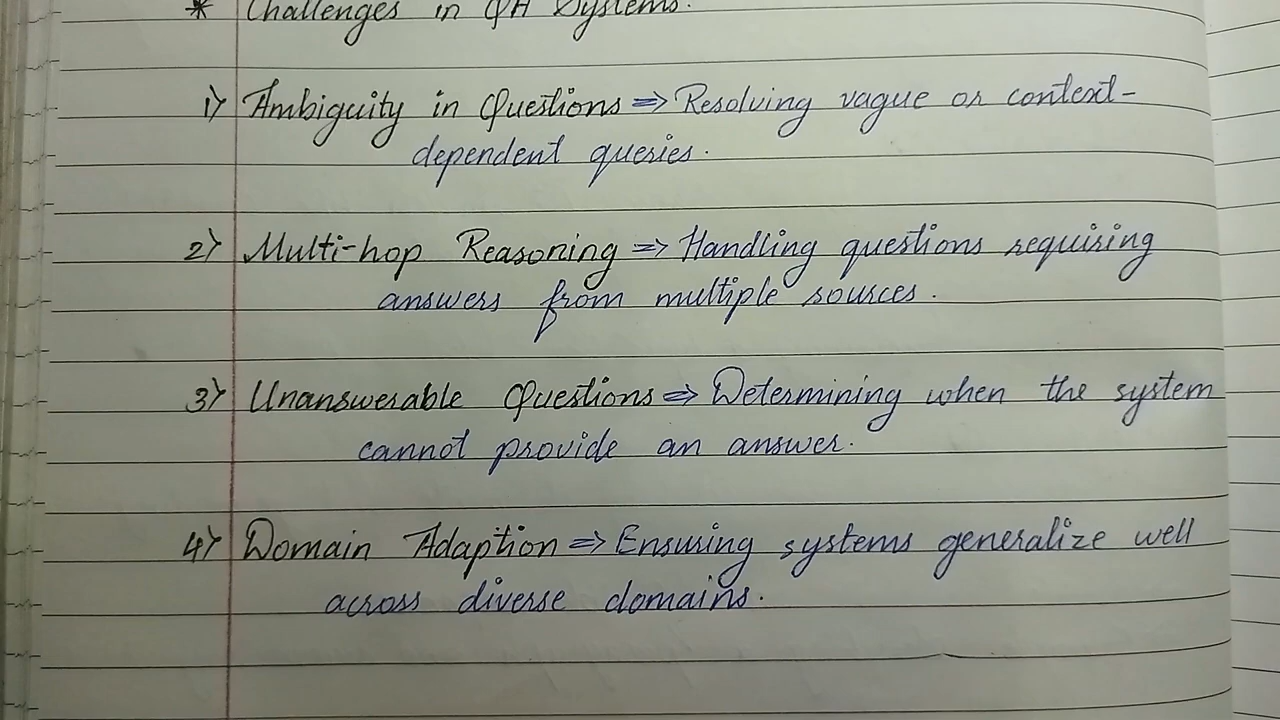 * Challenges in QA Systems.
1) Ambiguity in Questions ⇒ Resolving vague or context-
dependent queries.
2) Multi-hop Reasoning ⇒ Handling questions requiring
answers from multiple sources.
3) Unanswerable Questions ⇒ Determining when the system
cannot provide an answer.
4) Domain Adaption ⇒ Ensuring systems generalize well
across diverse domains.